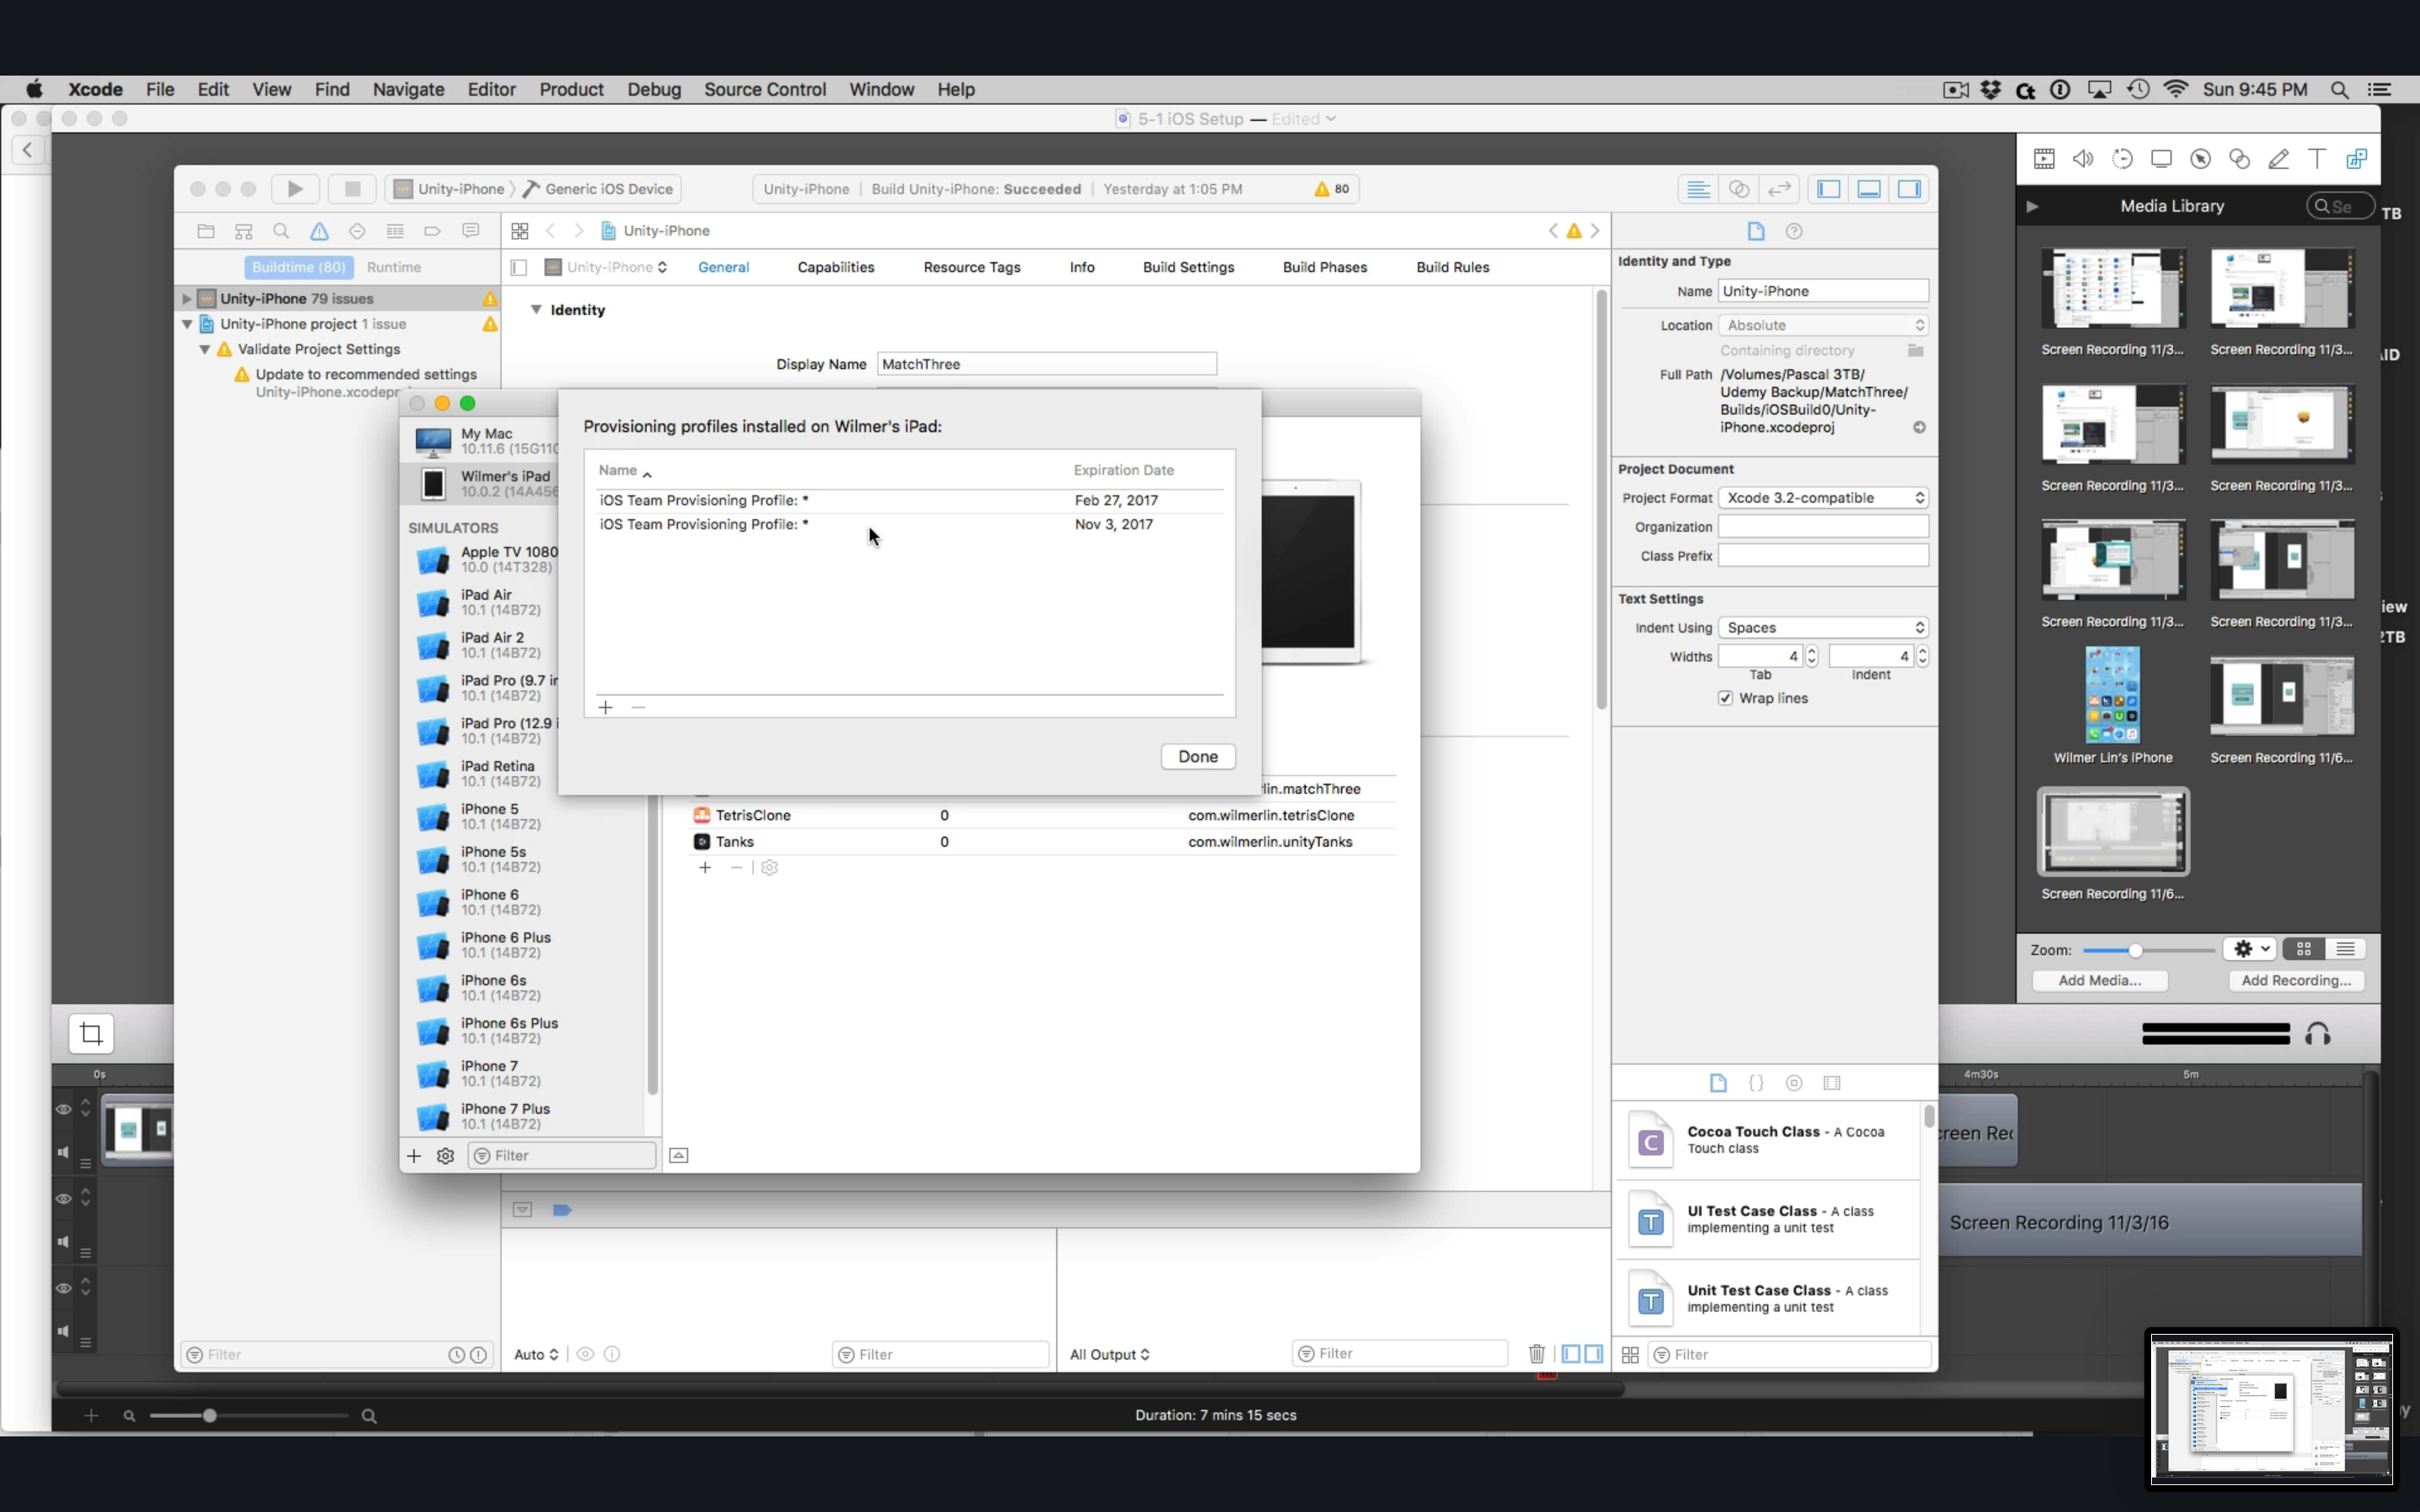 Xcode File Edit View Find Navigate Editor Product Debug Source Control Window Help
Sun 9:45 PM
5-1 iOS Setup — Edited
Unity-iPhone Generic iOS Device
Unity-iPhone | Build Unity-iPhone: Succeeded | Yesterday at 1:05 PM
80
Unity-iPhone
Buildtime (80) Runtime
Unity-iPhone General Capabilities Resource Tags Info Build Settings Build Phases Build Rules
Unity-iPhone 79 issues
Unity-iPhone project 1 issue
Validate Project Settings
Update to recommended settings
Unity-iPhone.xcodepr
Identity
Display Name MatchThree
Provisioning profiles installed on Wilmer's iPad:
Name Expiration Date
iOS Team Provisioning Profile: * Feb 27, 2017
iOS Team Provisioning Profile: * Nov 3, 2017
+ −
Done
My Mac
10.11.6 (15G110
Wilmer's iPad
10.0.2 (14A456
SIMULATORS
Apple TV 1080
10.0 (14T328)
iPad Air
10.1 (14B72)
iPad Air 2
10.1 (14B72)
iPad Pro (9.7 in
10.1 (14B72)
iPad Pro (12.9 i
10.1 (14B72)
iPad Retina
10.1 (14B72)
iPhone 5
10.1 (14B72)
iPhone 5s
10.1 (14B72)
iPhone 6
10.1 (14B72)
iPhone 6 Plus
10.1 (14B72)
iPhone 6s
10.1 (14B72)
iPhone 6s Plus
10.1 (14B72)
iPhone 7
10.1 (14B72)
iPhone 7 Plus
10.1 (14B72)
Filter
lin.matchThree
TetrisClone 0 com.wilmerlin.tetrisClone
Tanks 0 com.wilmerlin.unityTanks
Filter
Auto
Filter
All Output
Filter
Identity and Type
Name Unity-iPhone
Location Absolute
Containing directory
Full Path /Volumes/Pascal 3TB/
Udemy Backup/MatchThree/
Builds/iOSBuild0/Unity-
iPhone.xcodeproj
Project Document
Project Format Xcode 3.2-compatible
Organization
Class Prefix
Text Settings
Indent Using Spaces
Widths 4 4
Tab Indent
Wrap lines
Cocoa Touch Class - A Cocoa
Touch class
UI Test Case Class - A class
implementing a unit test
Unit Test Case Class - A class
implementing a unit test
Filter
Media Library
Se
TB
Screen Recording 11/3... Screen Recording 11/3...
Screen Recording 11/3... Screen Recording 11/3...
Screen Recording 11/3... Screen Recording 11/3...
Wilmer Lin's iPhone Screen Recording 11/6...
Screen Recording 11/6...
iew
2TB
Zoom:
Add Media... Add Recording...
0s 4m30s 5m
creen Rec
Screen Recording 11/3/16
Duration: 7 mins 15 secs